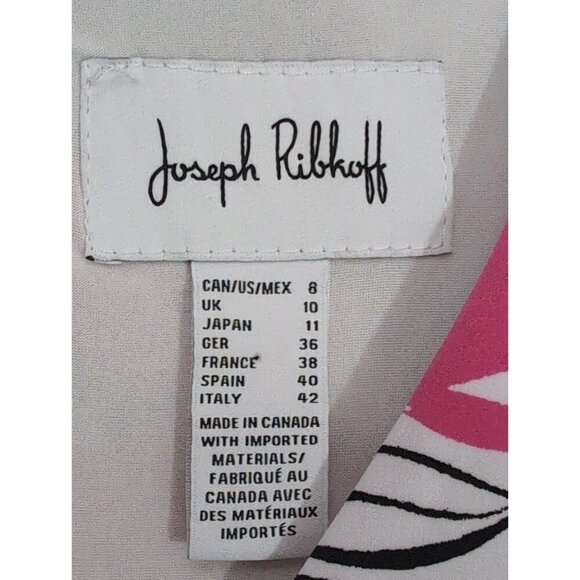 Joseph Ribkoff
CAN/US/MEX 8
UK 10
JAPAN 11
GER 36
FRANCE 38
SPAIN 40
ITALY 42
MADE IN CANADA
WITH IMPORTED
MATERIALS/
FABRIQUÉ AU
CANADA AVEC
DES MATÉRIAUX
IMPORTÉS